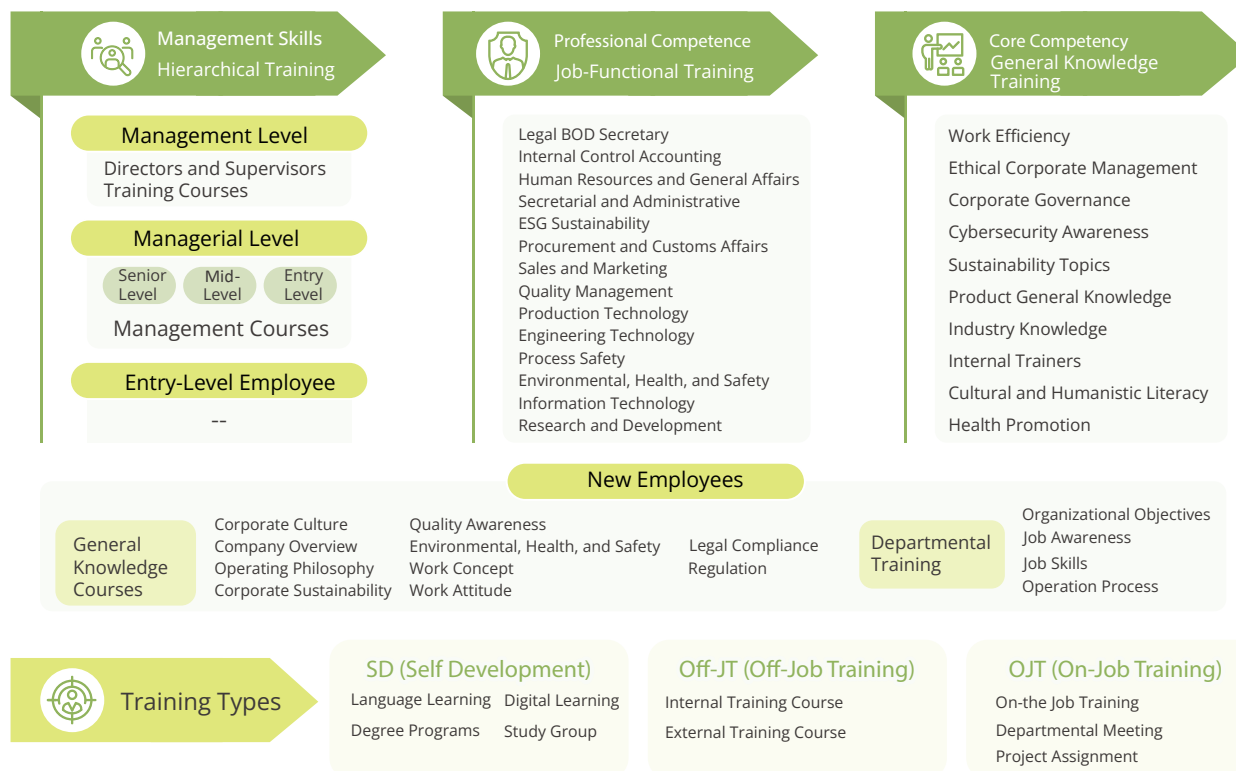 Management Skills
Hierarchical Training
Management Level
Directors and Supervisors
Training Courses
Managerial Level
Senior
Level
Mid-
Level
Entry
Level
Management Courses
Entry-Level Employee
--
Professional Competence
Job-Functional Training
Legal BOD Secretary
Internal Control Accounting
Human Resources and General Affairs
Secretarial and Administrative
ESG Sustainability
Procurement and Customs Affairs
Sales and Marketing
Quality Management
Production Technology
Engineering Technology
Process Safety
Environmental, Health, and Safety
Information Technology
Research and Development
Core Competency
General Knowledge
Training
Work Efficiency
Ethical Corporate Management
Corporate Governance
Cybersecurity Awareness
Sustainability Topics
Product General Knowledge
Industry Knowledge
Internal Trainers
Cultural and Humanistic Literacy
Health Promotion
New Employees
General
Knowledge
Courses
Corporate Culture
Company Overview
Operating Philosophy
Corporate Sustainability
Quality Awareness
Environmental, Health, and Safety
Work Concept
Work Attitude
Legal Compliance
Regulation
Departmental
Training
Organizational Objectives
Job Awareness
Job Skills
Operation Process
Training Types
SD (Self Development)
Language Learning
Digital Learning
Degree Programs
Study Group
Off-JT (Off-Job Training)
Internal Training Course
External Training Course
OJT (On-Job Training)
On-the Job Training
Departmental Meeting
Project Assignment